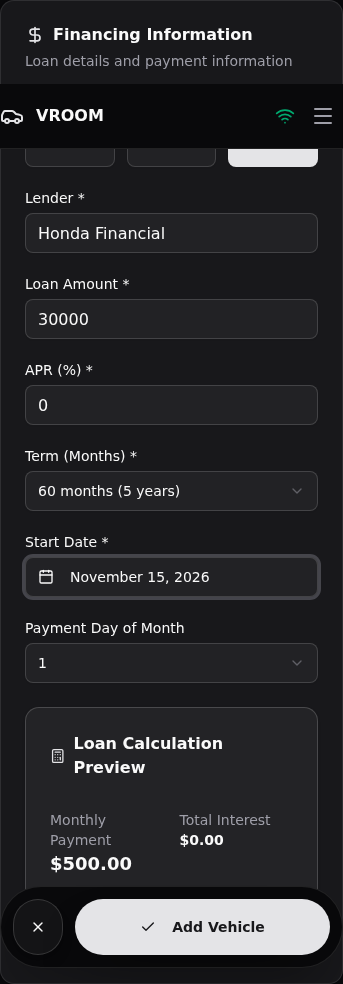 Financing Information
Loan details and payment information
VROOM
Lender *
Honda Financial
Loan Amount *
30000
APR (%) *
0
Term (Months) *
60 months (5 years)
Start Date *
November 15, 2026
Payment Day of Month
1
Loan Calculation
Preview
Monthly
Payment
$500.00
Total Interest
$0.00
Add Vehicle